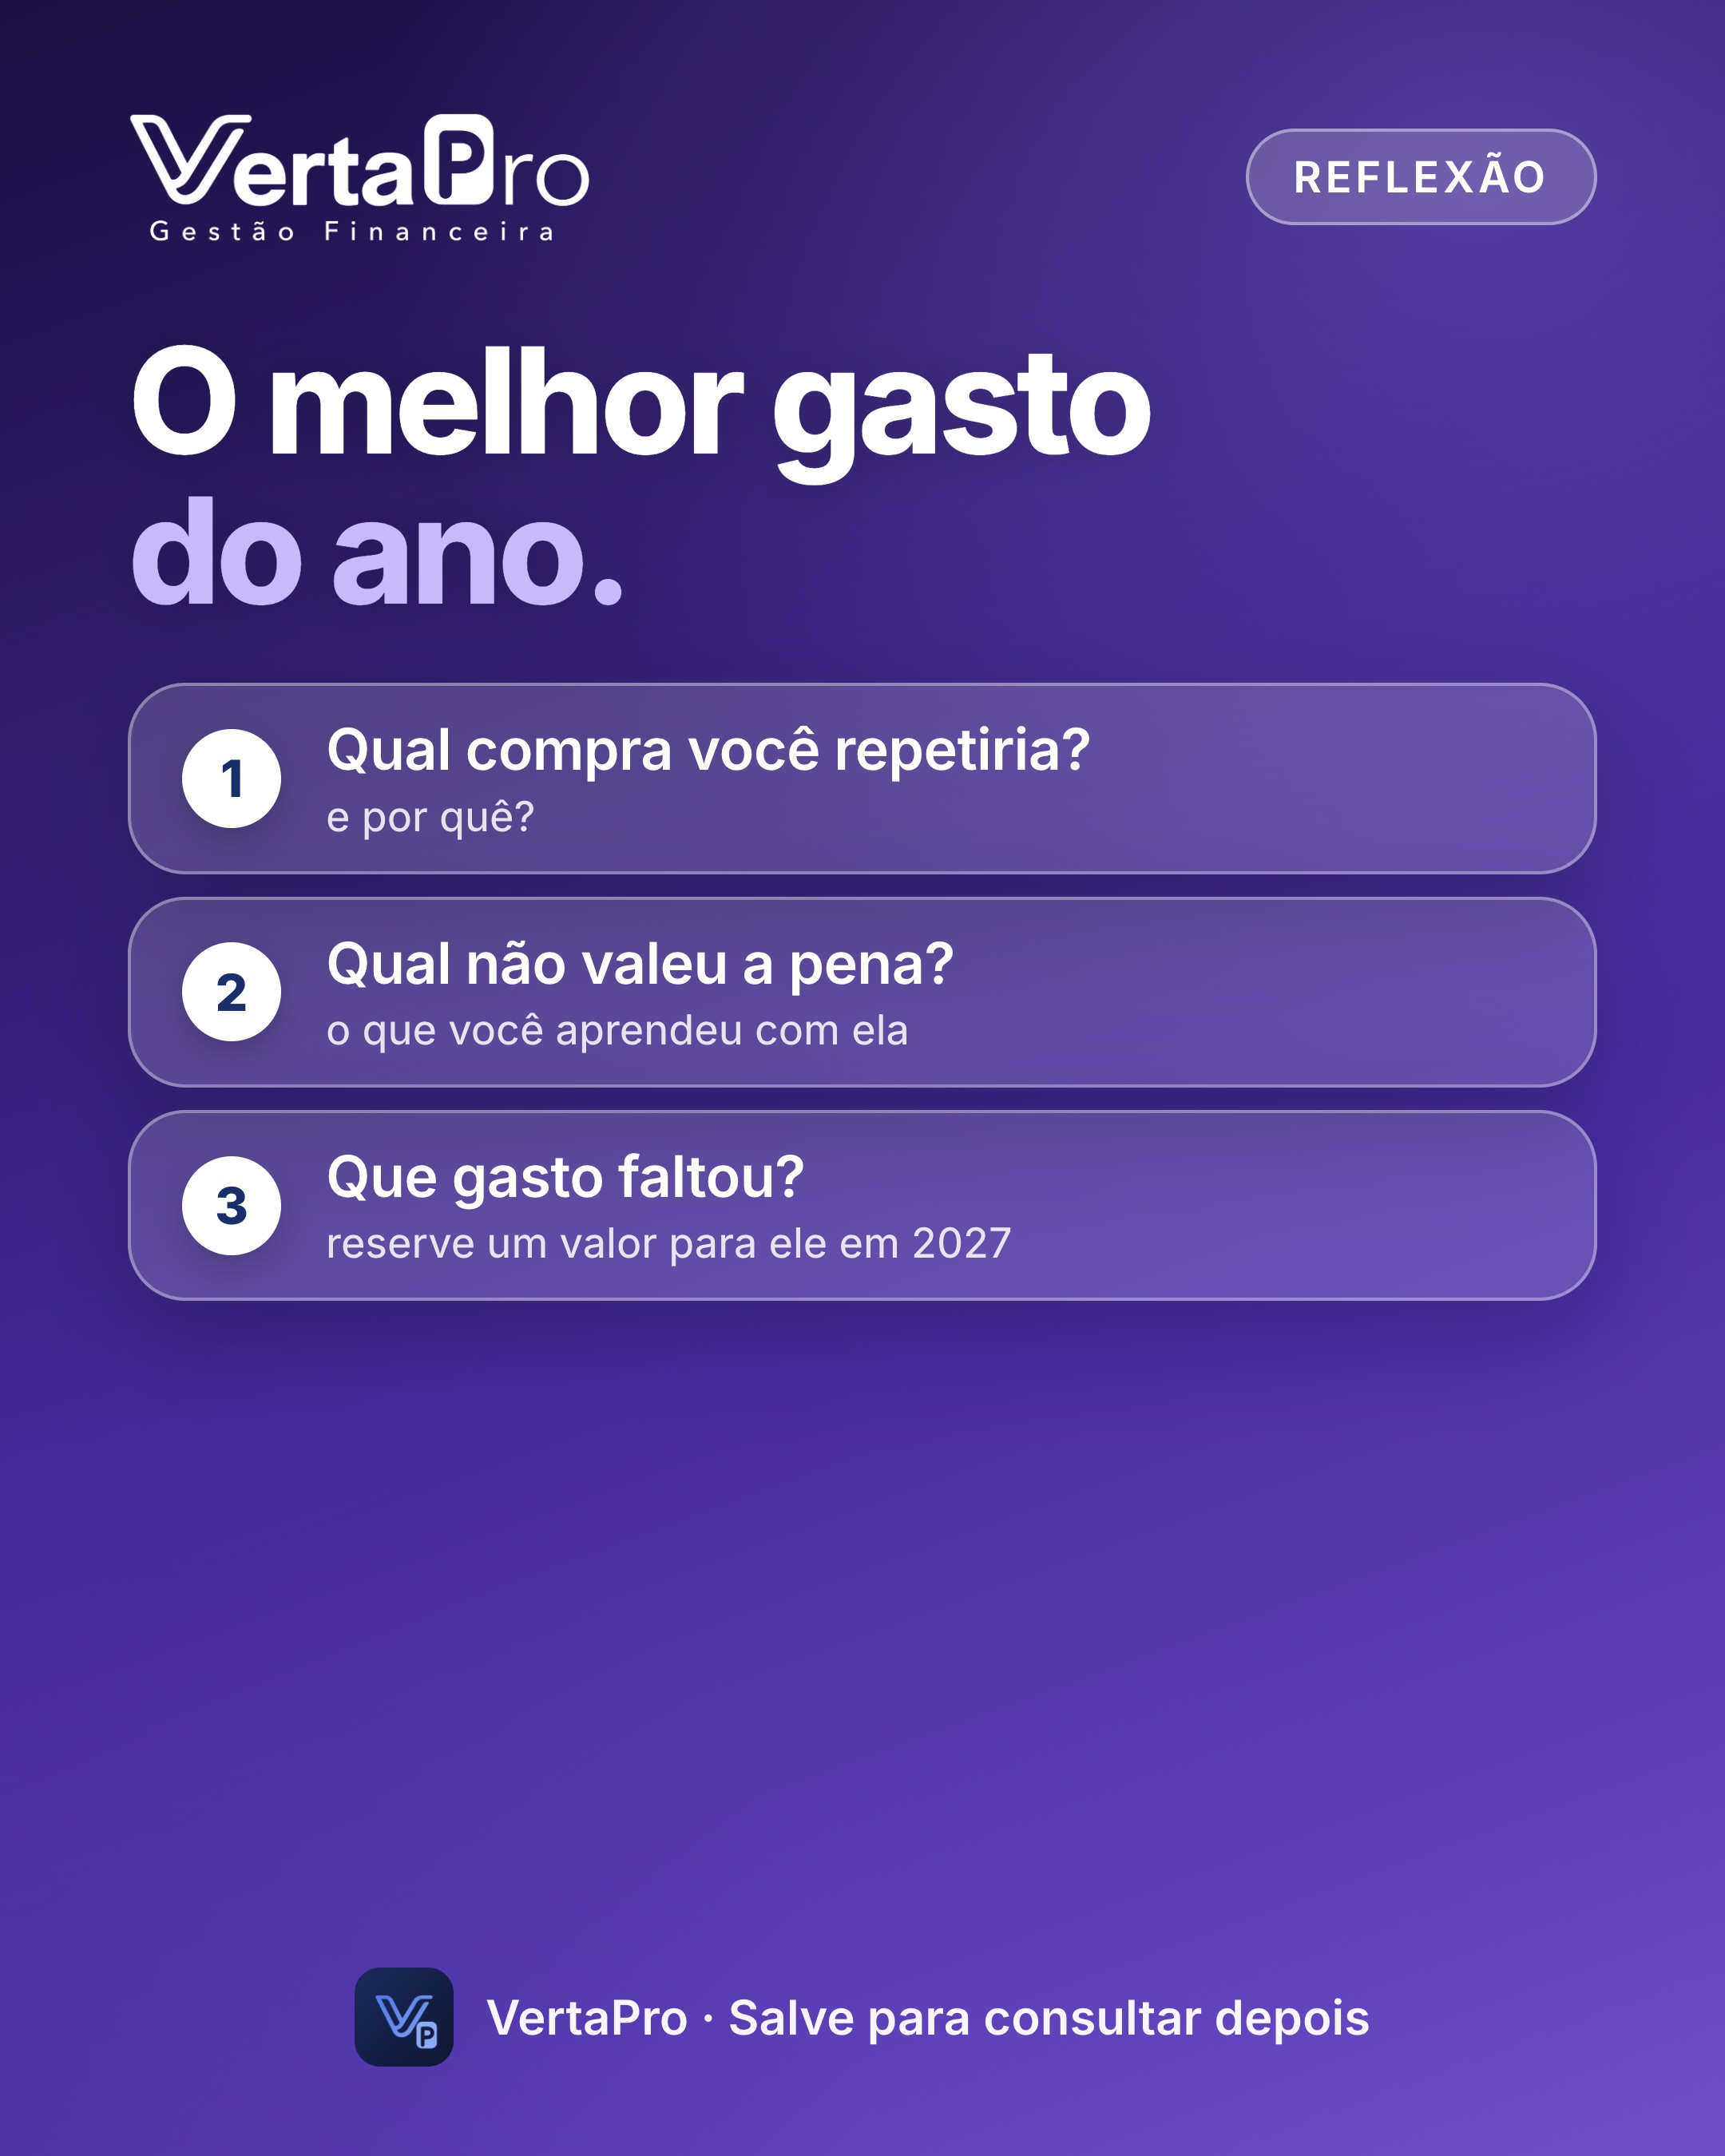 VertaPro
Gestão Financeira
REFLEXÃO
O melhor gasto
do ano.
1
Qual compra você repetiria?
e por quê?
2
Qual não valeu a pena?
o que você aprendeu com ela
3
Que gasto faltou?
reserve um valor para ele em 2027
VP
VertaPro · Salve para consultar depois